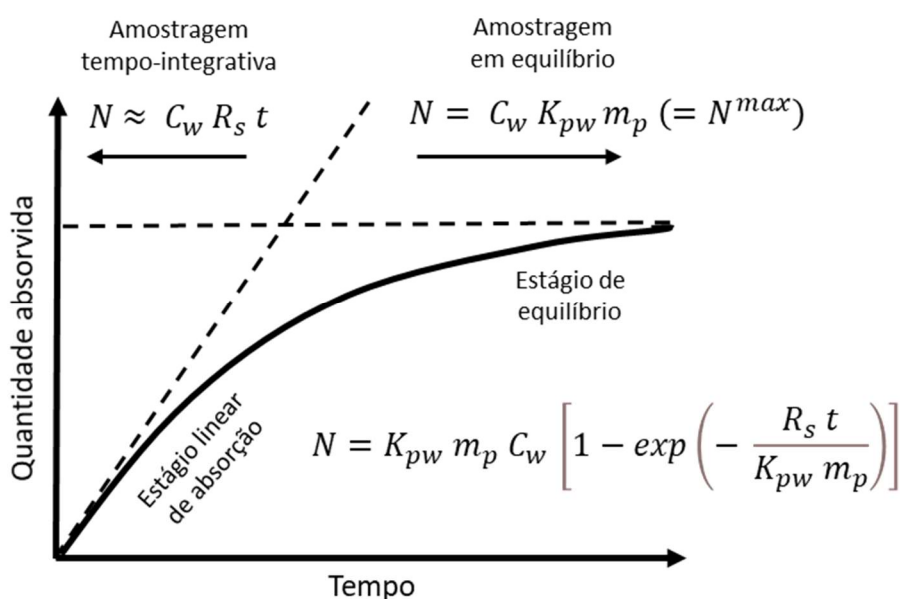 Amostragem
tempo-integrativa
N ≈ C_w R_s t
Amostragem
em equilíbrio
N = C_w K_pw m_p (= N^max)
Quantidade absorvida
Estágio de
equilíbrio
Estágio linear
de absorção
N = K_pw m_p C_w [1 − exp(− R_s t / K_pw m_p)]
Tempo